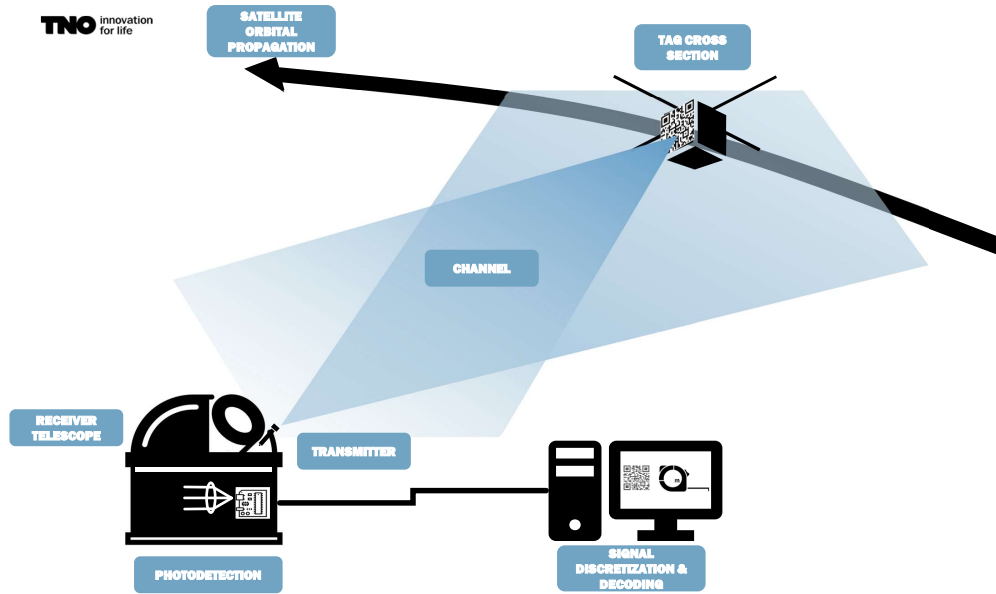 TNO innovation
for life
SATELLITE
ORBITAL
PROPAGATION
TAG CROSS
SECTION
CHANNEL
RECEIVER
TELESCOPE
TRANSMITTER
PHOTODETECTION
SIGNAL
DISCRETIZATION &
DECODING
m